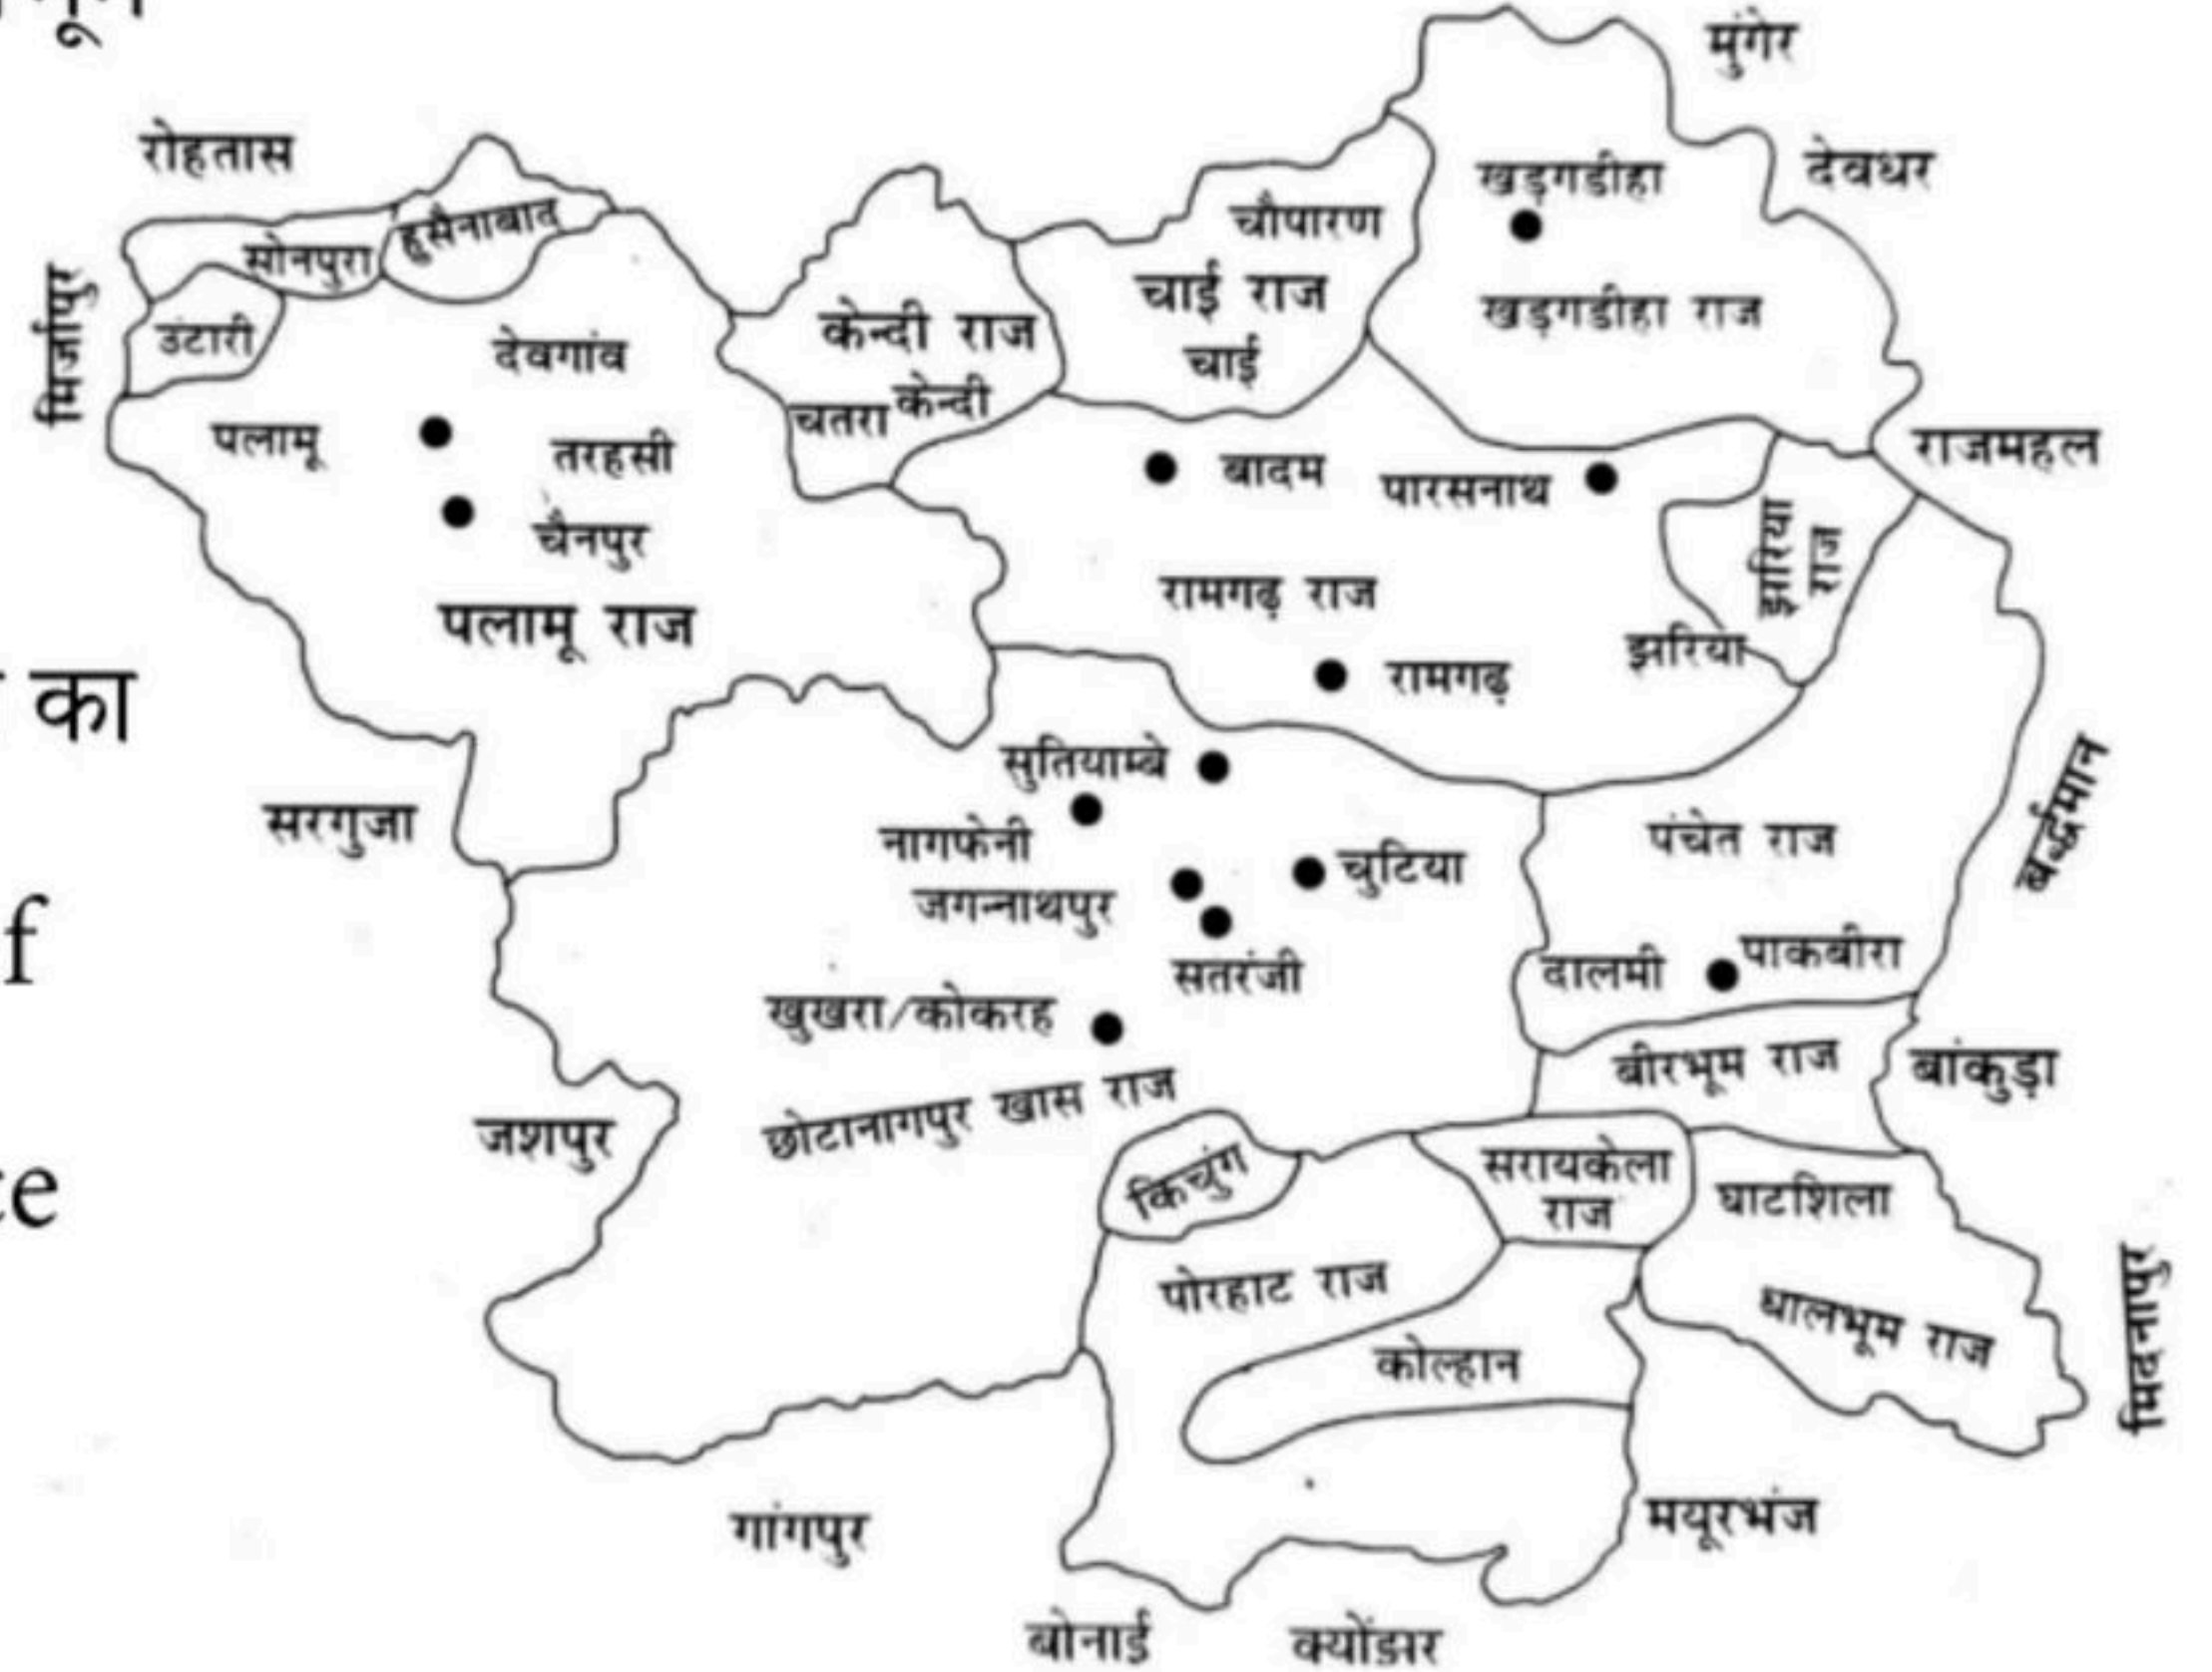 मुंगेर
रोहतास
देवधर
खड़गडीहा
चौपारण
हुसैनाबाद
सोनपुरा
मिर्जापुर
चाई राज
खड़गडीहा राज
केन्दी राज
उंटारी
देवगांव
चाई
चतरा केन्दी
पलामू
तरहसी
राजमहल
बादम
पारसनाथ
चैनपुर
झरिया
राज
रामगढ़ राज
पलामू राज
झरिया
रामगढ़
का
सुतियाम्बे
सरगुजा
नागफेनी
चुटिया
पंचेत राज
बर्द्धमान
जगन्नाथपुर
f
सतरंजी
दालमी
पाकबीरा
खुखरा/कोकरह
बीरभूम राज
बांकुड़ा
छोटानागपुर खास राज
जशपुर
किचुंग
सरायकेला
राज
घाटशिला
पोरहाट राज
धालभूम राज
मिदनापुर
कोल्हान
गांगपुर
मयूरभंज
बोनाई
क्योंझर